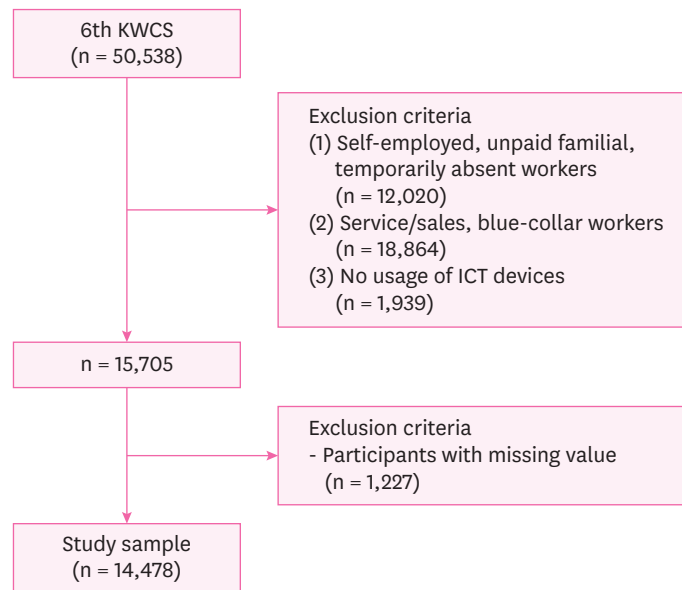 6th KWCS
(n = 50,538)
Exclusion criteria
(1) Self-employed, unpaid familial,
temporarily absent workers
(n = 12,020)
(2) Service/sales, blue-collar workers
(n = 18,864)
(3) No usage of ICT devices
(n = 1,939)
n = 15,705
Exclusion criteria
- Participants with missing value
(n = 1,227)
Study sample
(n = 14,478)